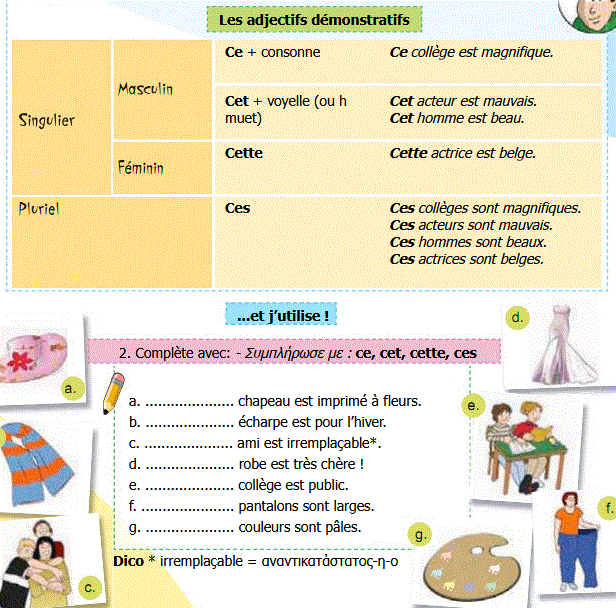 Les adjectifs démonstratifs
Singulier
Masculin
Ce + consonne
Ce collège est magnifique.
Cet + voyelle (ou h
muet)
Cet acteur est mauvais.
Cet homme est beau.
Féminin
Cette
Cette actrice est belge.
Pluriel
Ces
Ces collèges sont magnifiques.
Ces acteurs sont mauvais.
Ces hommes sont beaux.
Ces actrices sont belges.
...et j'utilise !
2. Complète avec: - Συμπλήρωσε με : ce, cet, cette, ces
a. .................... chapeau est imprimé à fleurs.
b. .................... écharpe est pour l'hiver.
c. .................... ami est irremplaçable*.
d. .................... robe est très chère !
e. .................... collège est public.
f. .................... pantalons sont larges.
g. .................... couleurs sont pâles.
Dico * irremplaçable = αναντικατάστατος-η-ο
a.
c.
d.
e.
f.
g.